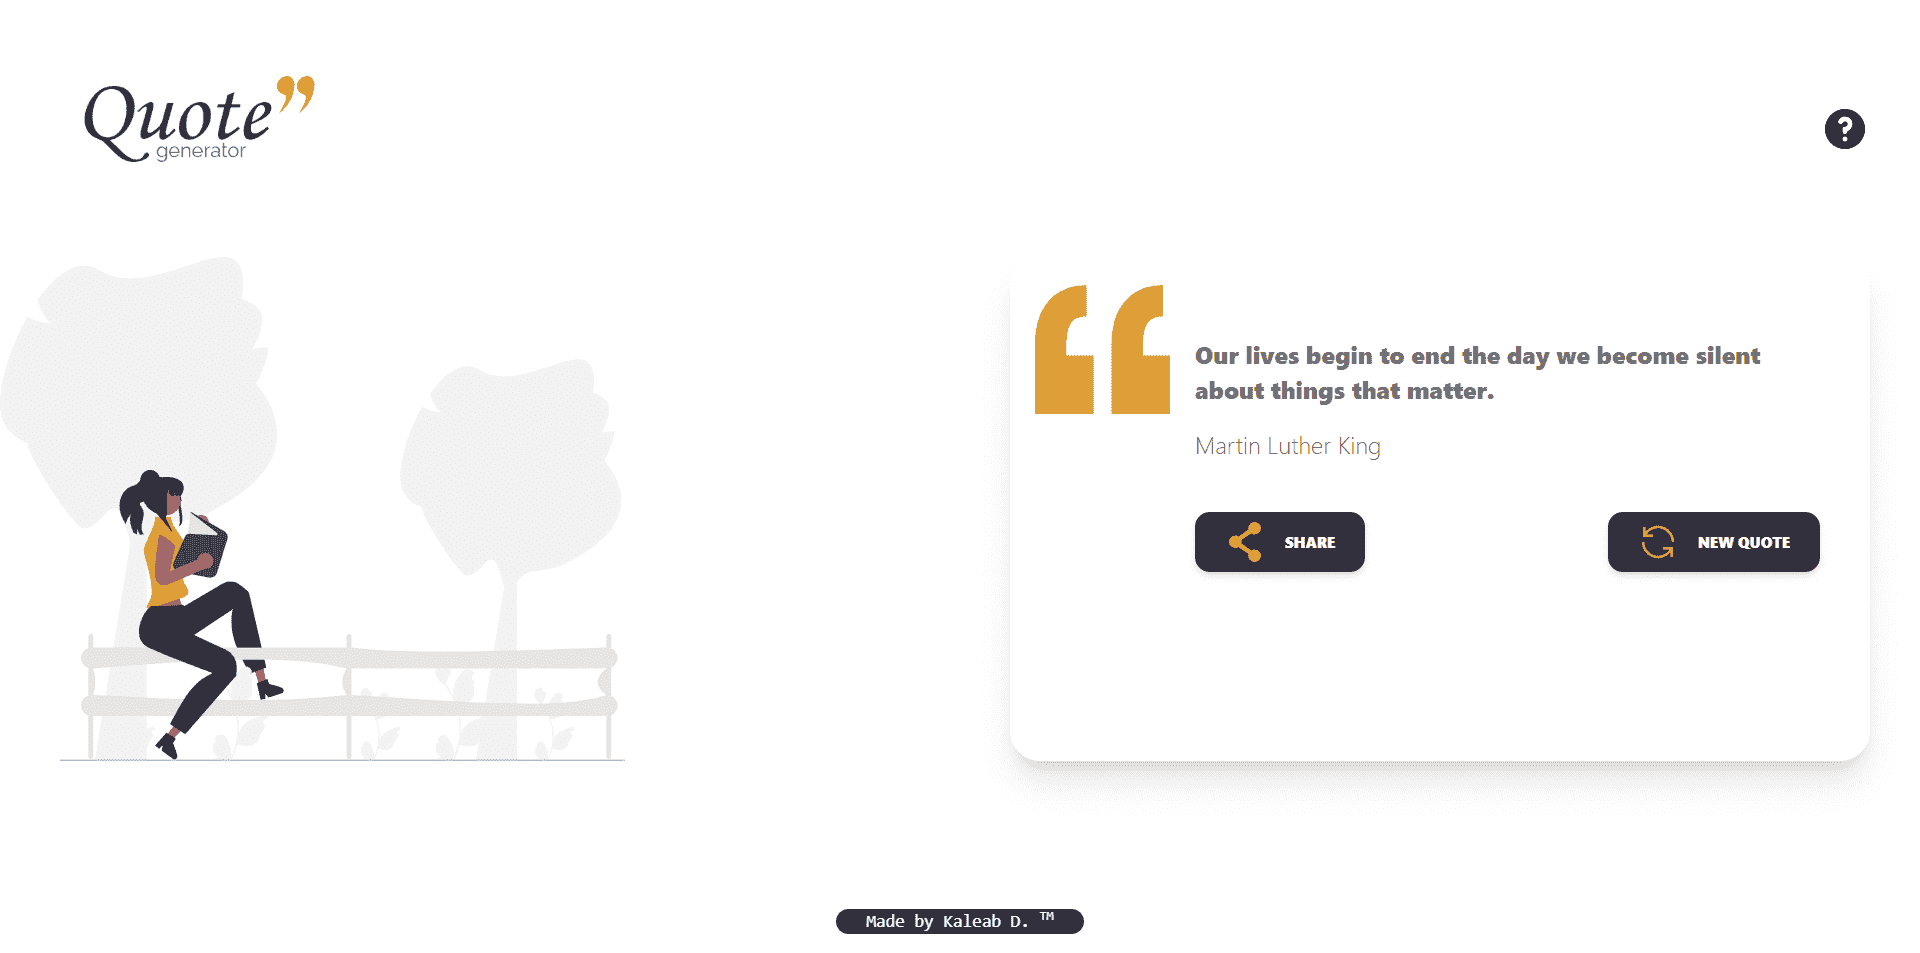 Quote”
generator
?
“
Our lives begin to end the day we become silent
about things that matter.
Martin Luther King
SHARE
NEW QUOTE
Made by Kaleab D. ™